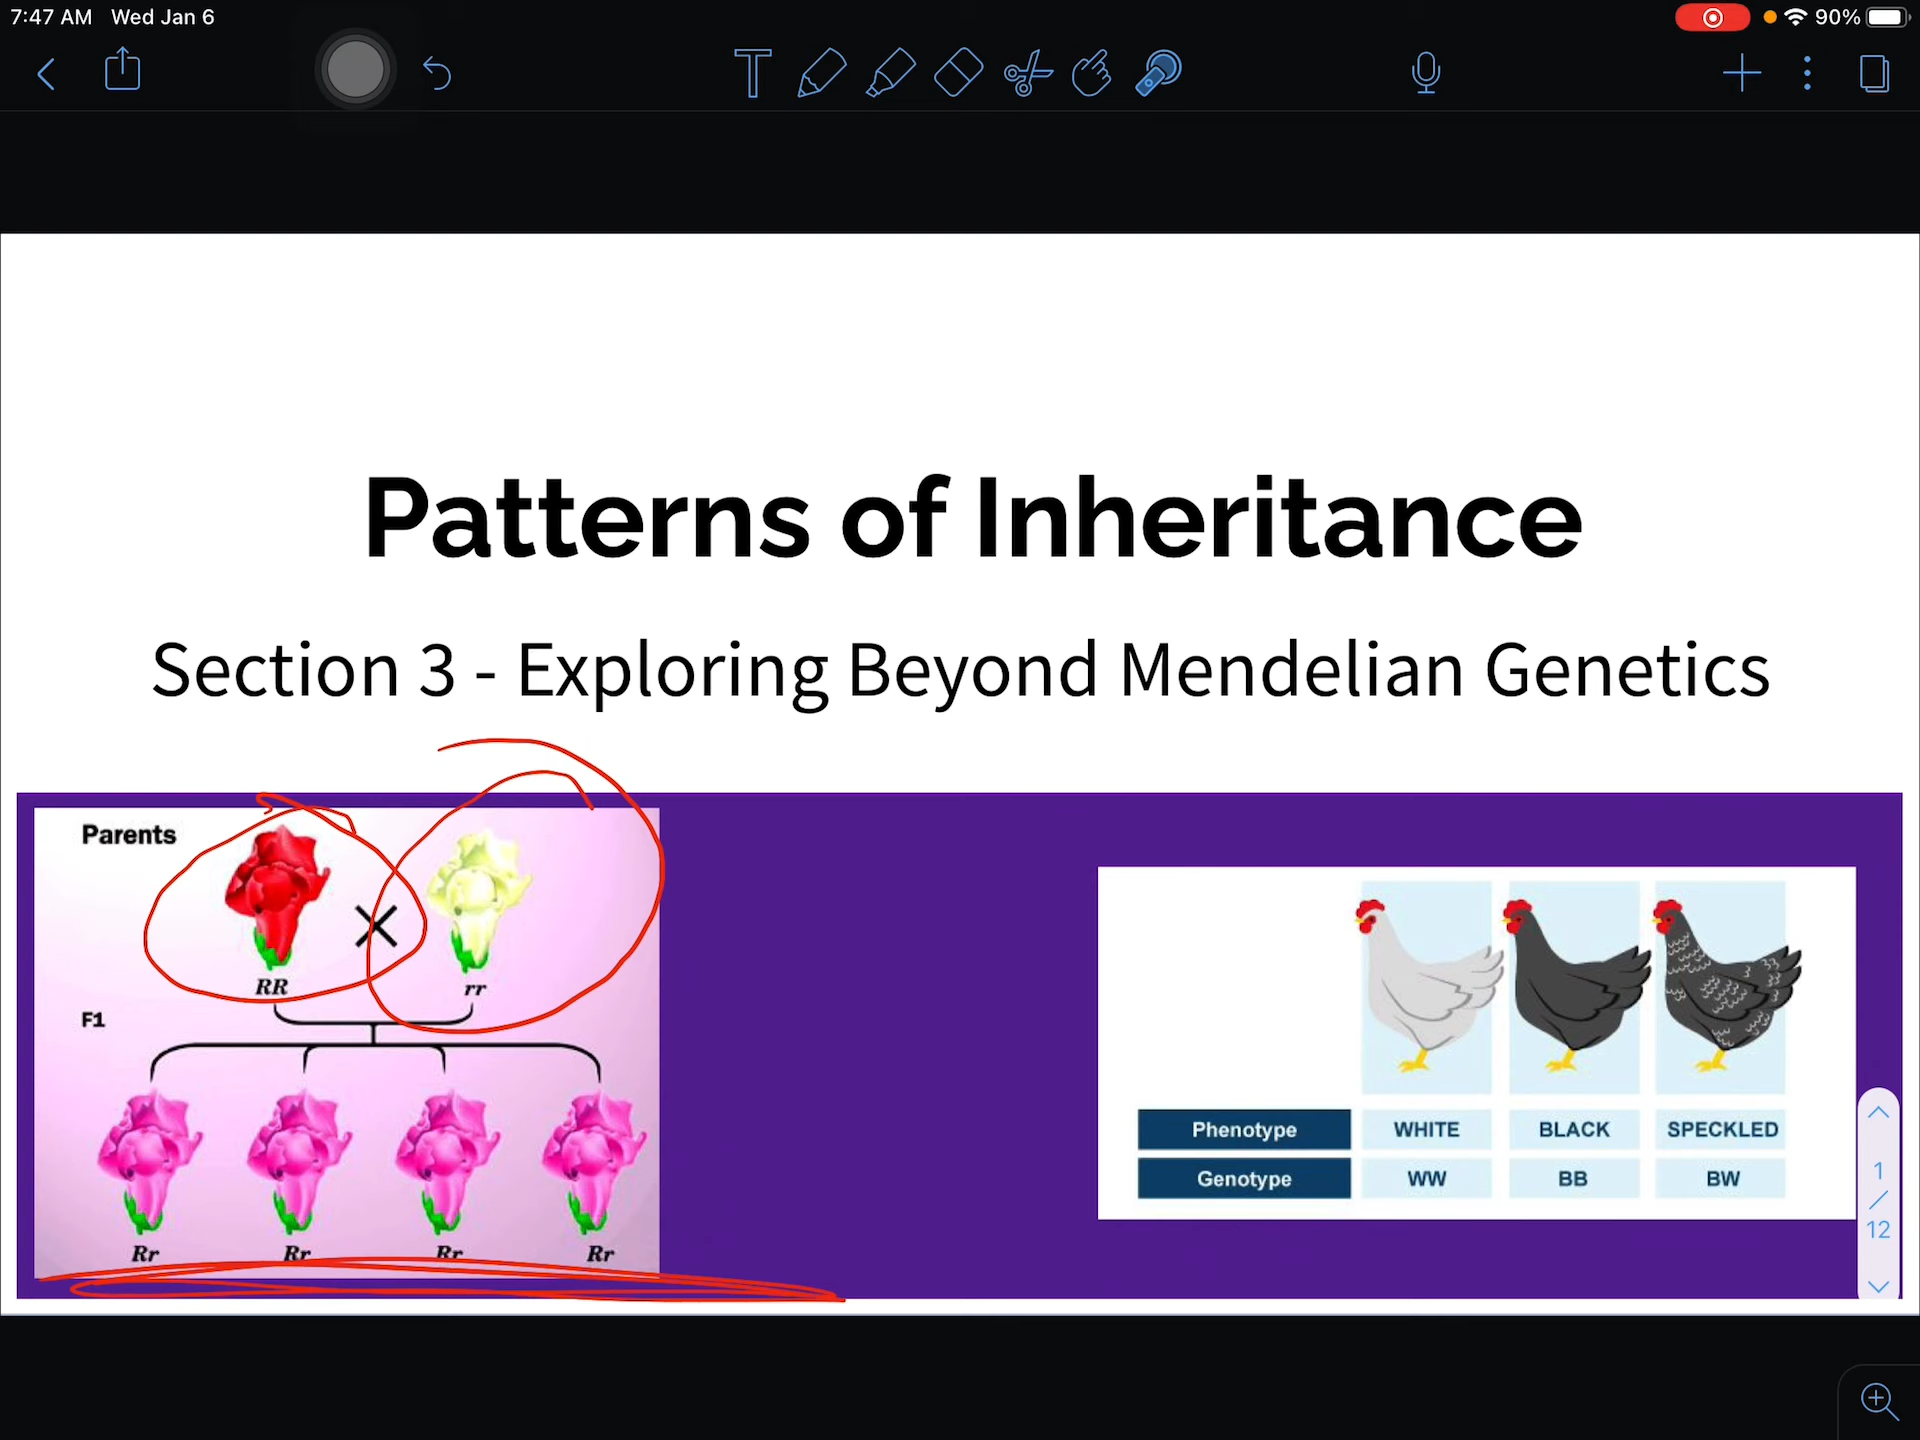 7:47 AM Wed Jan 6
90%
T
Patterns of Inheritance
Section 3 - Exploring Beyond Mendelian Genetics
Parents
RR
rr
F1
Rr Rr Rr Rr
Phenotype WHITE BLACK SPECKLED
Genotype WW BB BW
1
/
12